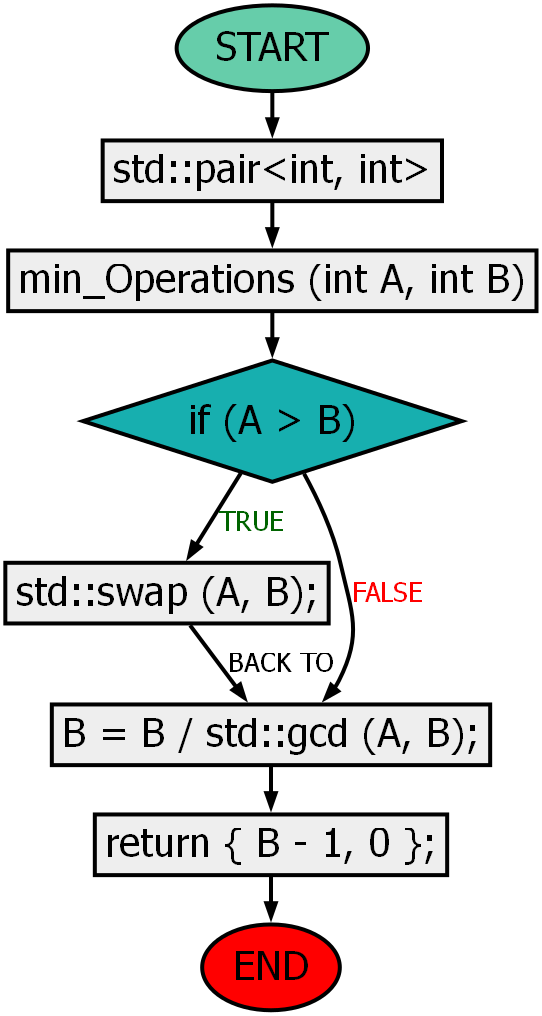 START
std::pair<int, int>
min_Operations (int A, int B)
if (A > B)
TRUE
FALSE
std::swap (A, B);
BACK TO
B = B / std::gcd (A, B);
return { B - 1, 0 };
END